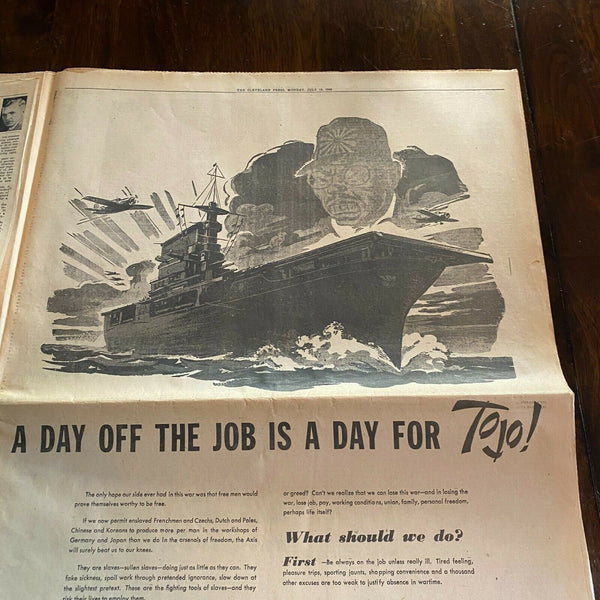 THE CLEVELAND PRESS, MONDAY, JULY
A DAY OFF THE JOB IS A DAY FOR Tojo!
The only hope our side ever had in this war was that free men would
prove themselves worthy to be free.
If we now permit enslaved Frenchmen and Czechs, Dutch and Poles,
Chinese and Koreans to produce more per man in the workshops of
Germany and Japan than we do in the arsenals of freedom, the Axis
will surely beat us to our knees.
They are slaves—sullen slaves—doing just as little as they can. They
fake sickness, spoil work through pretended ignorance, slow down at
the slightest pretext. These are the fighting tools of slaves—and they
risk their lives to employ them.
or greed? Can't we realize that we can lose this war—and in losing the
war, lose job, pay, working conditions, union, family, personal freedom,
perhaps life itself?
What should we do?
First —Be always on the job unless really ill. Tired feeling,
pleasure trips, sporting jaunts, shopping convenience and a thousand
other excuses are too weak to justify absence in wartime.